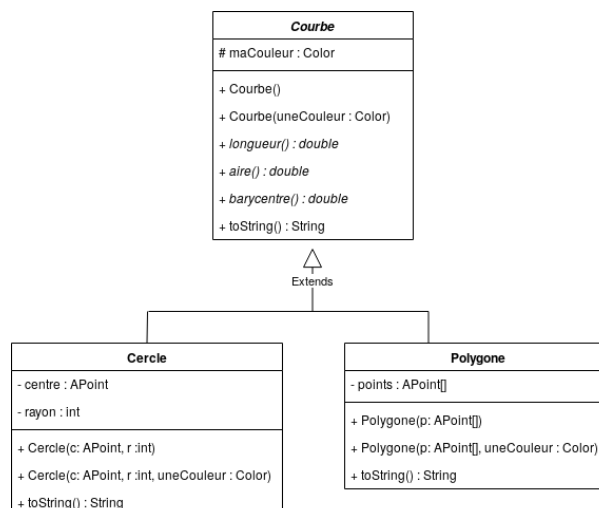 Courbe
# maCouleur : Color
+ Courbe()
+ Courbe(uneCouleur : Color)
+ longueur() : double
+ aire() : double
+ barycentre() : double
+ toString() : String
Extends
Cercle
- centre : APoint
- rayon : int
+ Cercle(c: APoint, r :int)
+ Cercle(c: APoint, r :int, uneCouleur : Color)
+ toString() : String
Polygone
- points : APoint[]
+ Polygone(p: APoint[])
+ Polygone(p: APoint[], uneCouleur : Color)
+ toString() : String